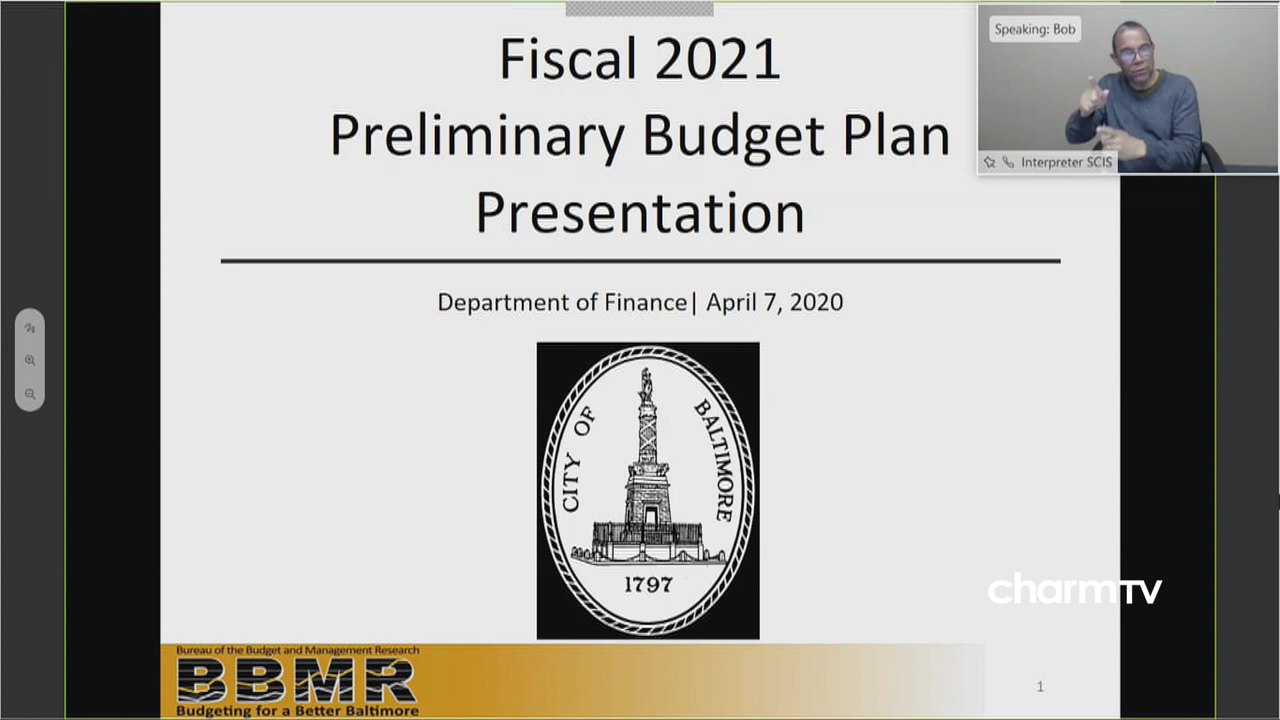 Fiscal 2021
Preliminary Budget Plan
Presentation
Speaking: Bob
Interpreter SCIS
Department of Finance| April 7, 2020
CITY OF BALTIMORE
1797
charmTV
Bureau of the Budget and Management Research
BBMR
Budgeting for a Better Baltimore
1